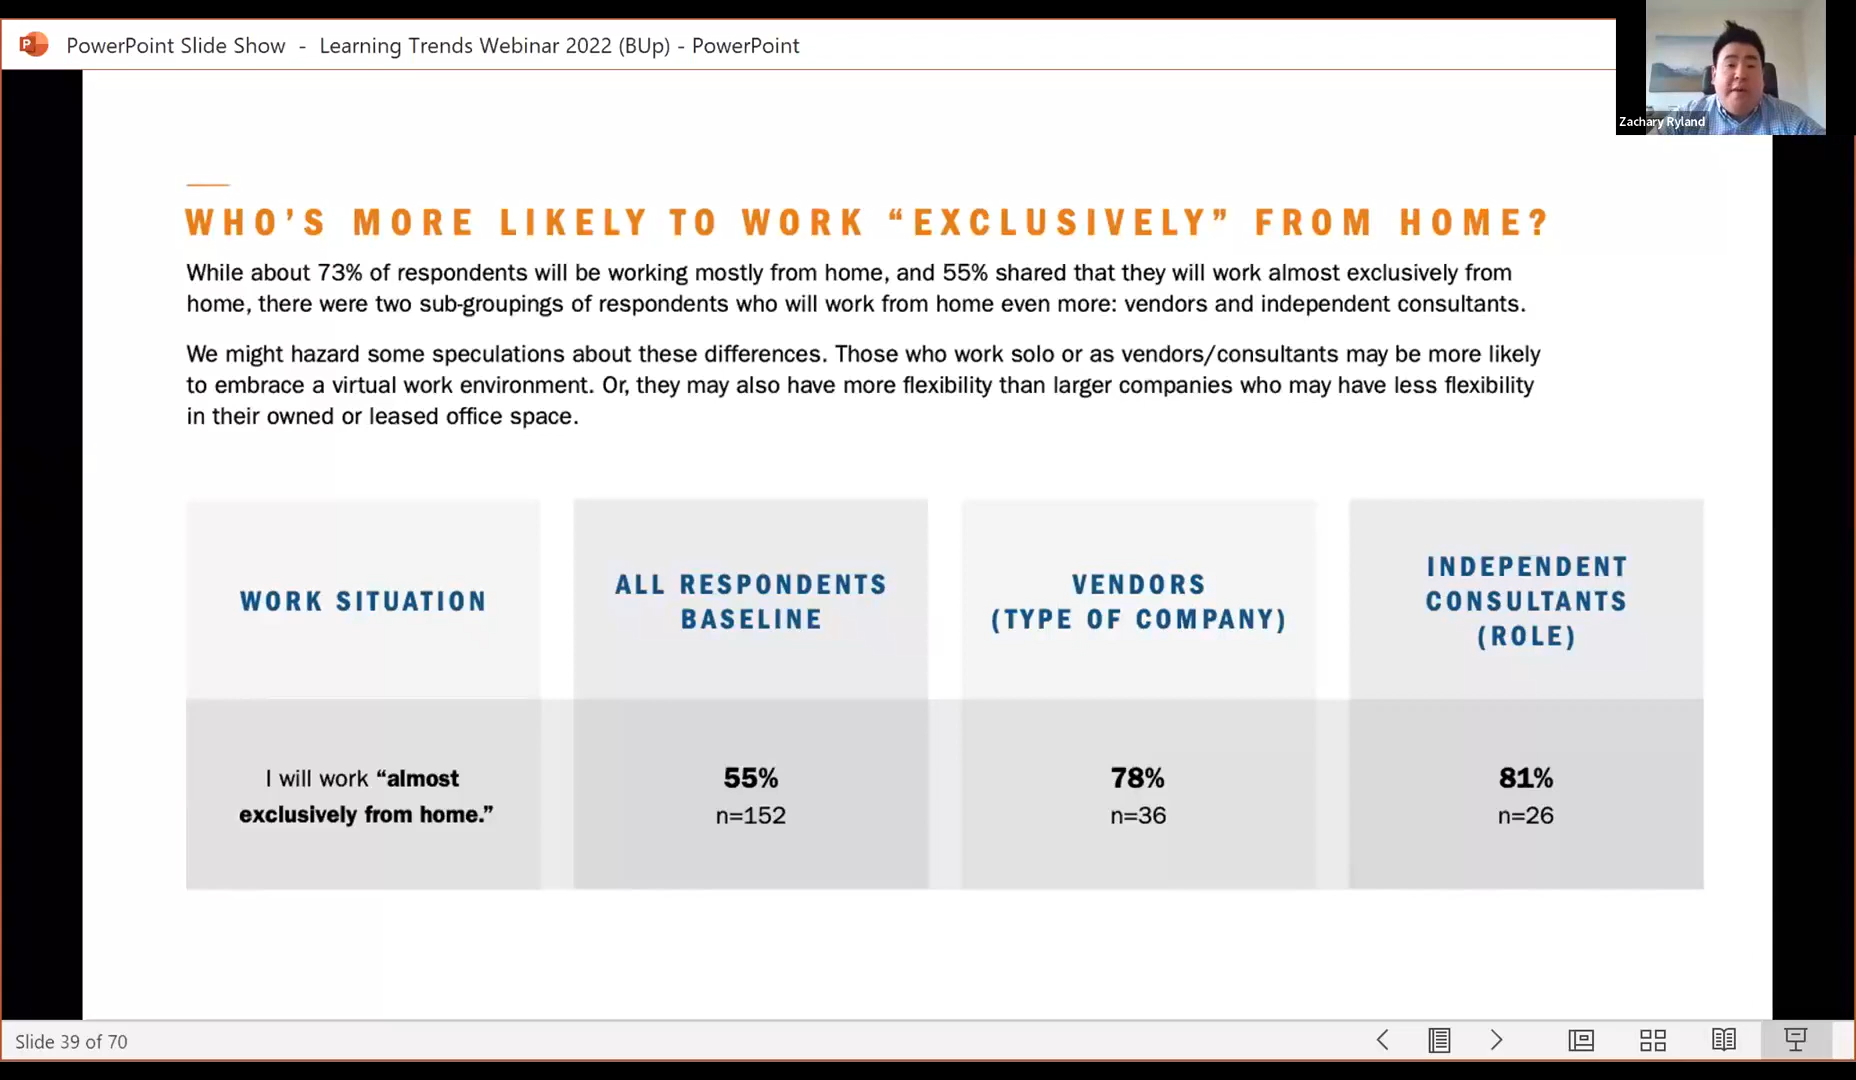 PowerPoint Slide Show - Learning Trends Webinar 2022 (BUp) - PowerPoint
Zachary Ryland
WHO’S MORE LIKELY TO WORK “EXCLUSIVELY” FROM HOME?
While about 73% of respondents will be working mostly from home, and 55% shared that they will work almost exclusively from
home, there were two sub-groupings of respondents who will work from home even more: vendors and independent consultants.
We might hazard some speculations about these differences. Those who work solo or as vendors/consultants may be more likely
to embrace a virtual work environment. Or, they may also have more flexibility than larger companies who may have less flexibility
in their owned or leased office space.
WORK SITUATION
ALL RESPONDENTS
BASELINE
VENDORS
(TYPE OF COMPANY)
INDEPENDENT
CONSULTANTS
(ROLE)
I will work “almost
exclusively from home.”
55%
n=152
78%
n=36
81%
n=26
Slide 39 of 70